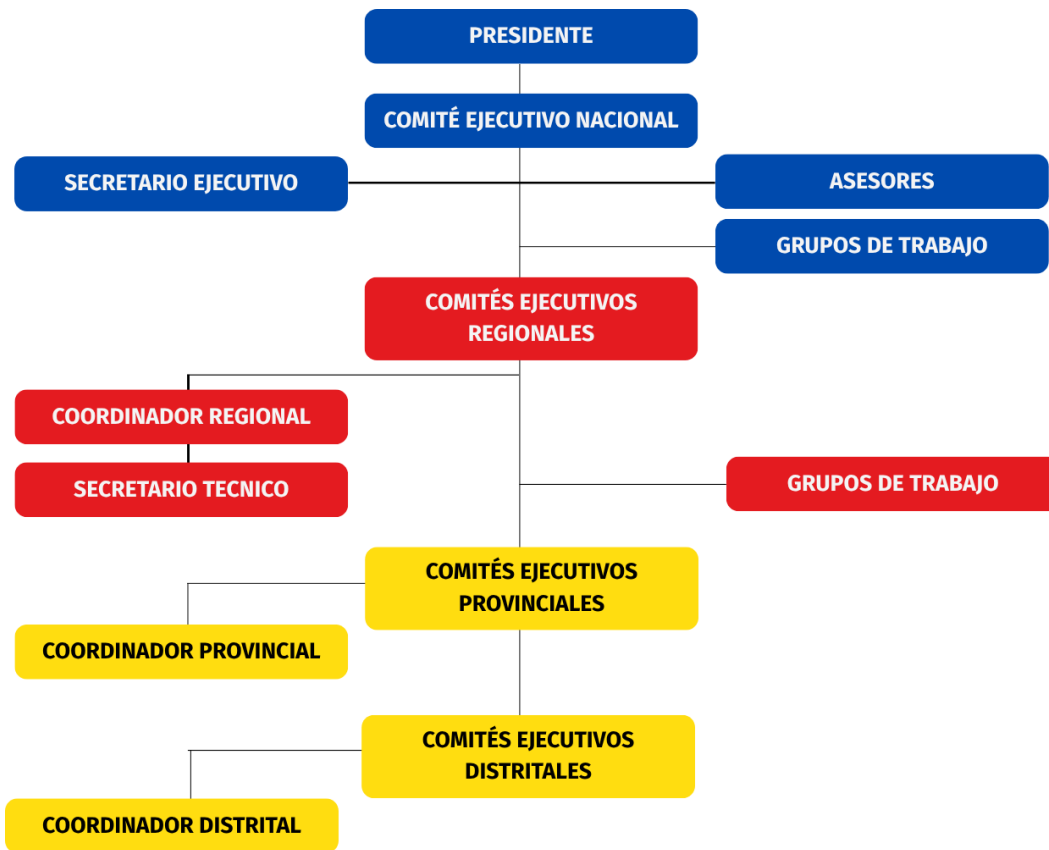 PRESIDENTE
COMITÉ EJECUTIVO NACIONAL
SECRETARIO EJECUTIVO
ASESORES
GRUPOS DE TRABAJO
COMITÉS EJECUTIVOS
REGIONALES
COORDINADOR REGIONAL
SECRETARIO TECNICO
GRUPOS DE TRABAJO
COMITÉS EJECUTIVOS
PROVINCIALES
COORDINADOR PROVINCIAL
COMITÉS EJECUTIVOS
DISTRITALES
COORDINADOR DISTRITAL